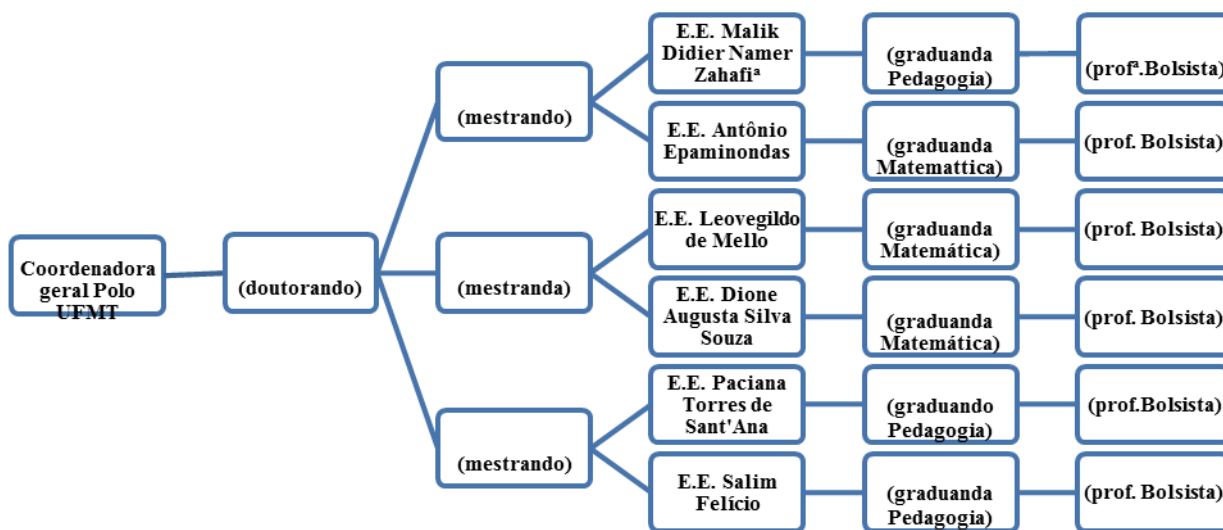 Coordenadora
geral Polo
UFMT
(doutorando)
(mestrando)
E.E. Malik
Didier Namer
Zahafiª
(graduanda
Pedagogia)
(profª.Bolsista)
E.E. Antônio
Epaminondas
(graduanda
Matemattica)
(prof. Bolsista)
(mestranda)
E.E. Leovegildo
de Mello
(graduanda
Matemática)
(prof. Bolsista)
E.E. Dione
Augusta Silva
Souza
(graduanda
Matemática)
(prof. Bolsista)
(mestrando)
E.E. Paciana
Torres de
Sant'Ana
(graduando
Pedagogia)
(prof.Bolsista)
E.E. Salim
Felício
(graduanda
Pedagogia)
(prof. Bolsista)